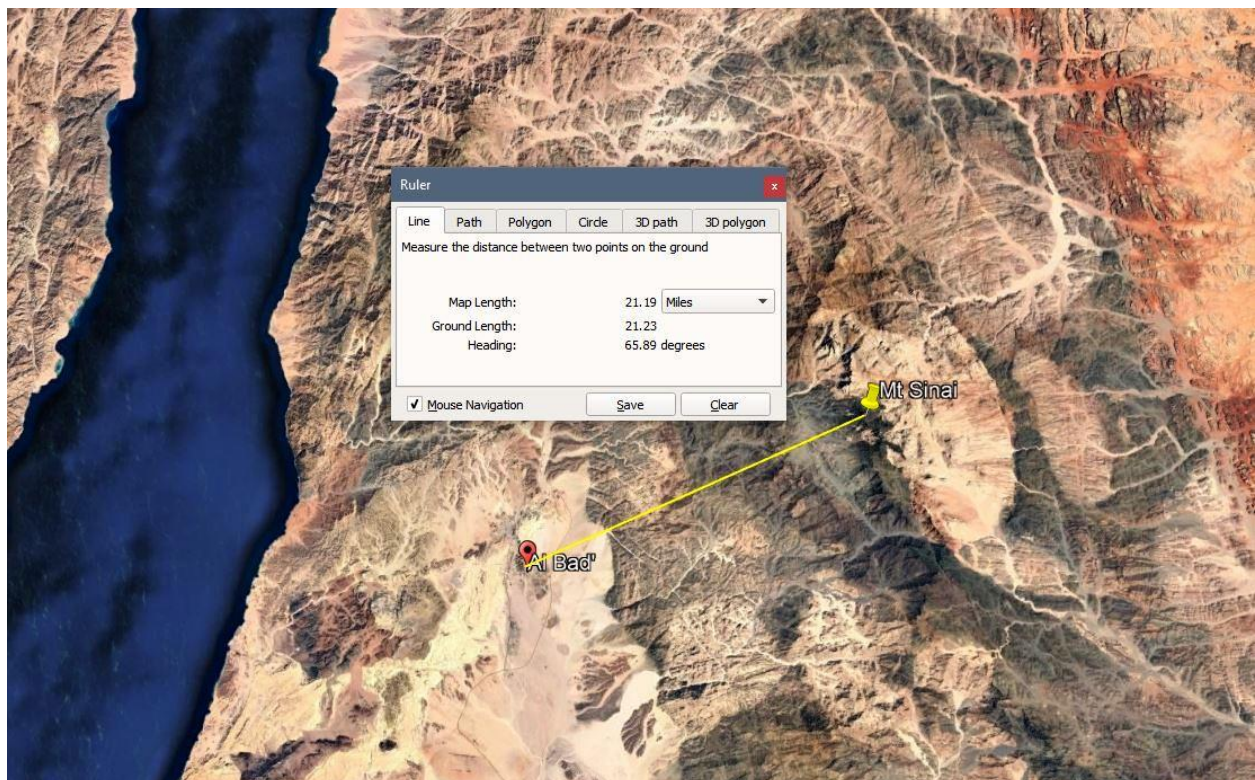 Ruler
x
Line Path Polygon Circle 3D path 3D polygon
Measure the distance between two points on the ground
Map Length: 21.19 Miles
Ground Length: 21.23
Heading: 65.89 degrees
Mouse Navigation Save Clear
Mt Sinai
Al Bad'